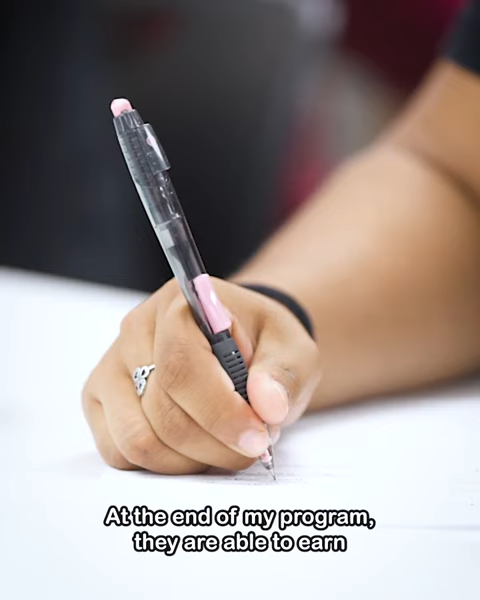 At the end of my program,
they are able to earn